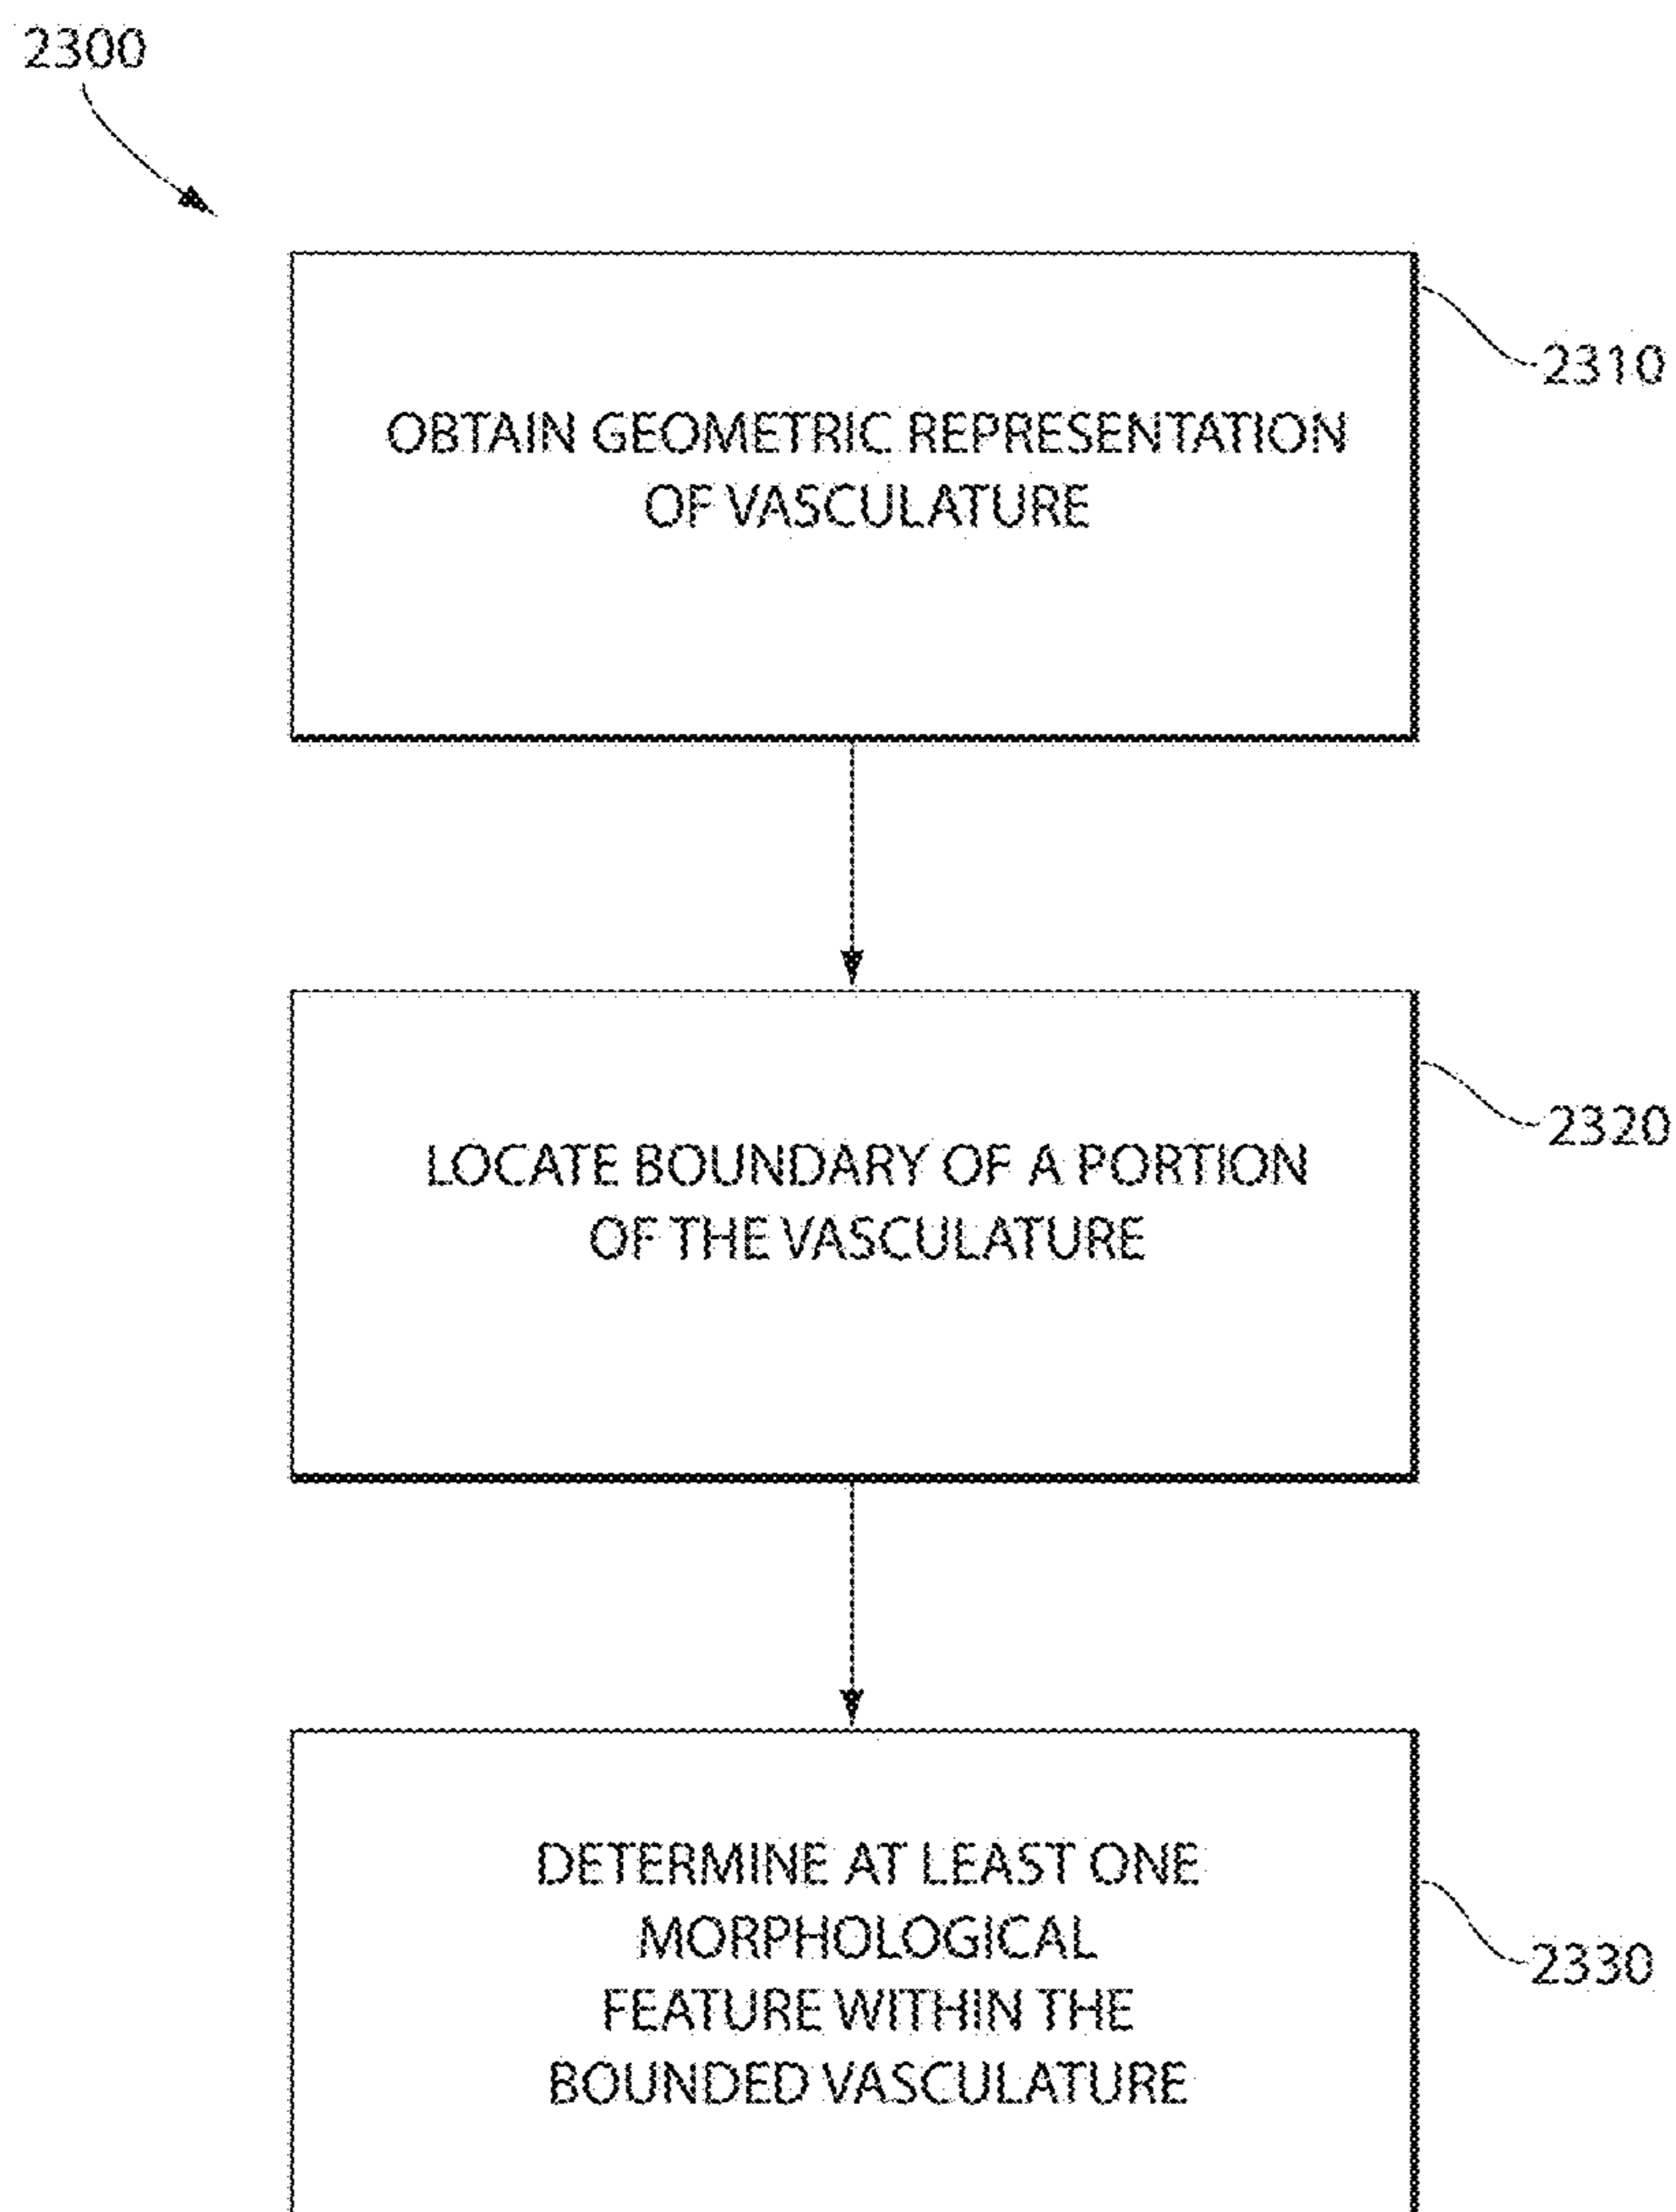 2300
2310
OBTAIN GEOMETRIC REPRESENTATION
OF VASCULATURE
2320
LOCATE BOUNDARY OF A PORTION
OF THE VASCULATURE
2330
DETERMINE AT LEAST ONE
MORPHOLOGICAL
FEATURE WITHIN THE
BOUNDED VASCULATURE